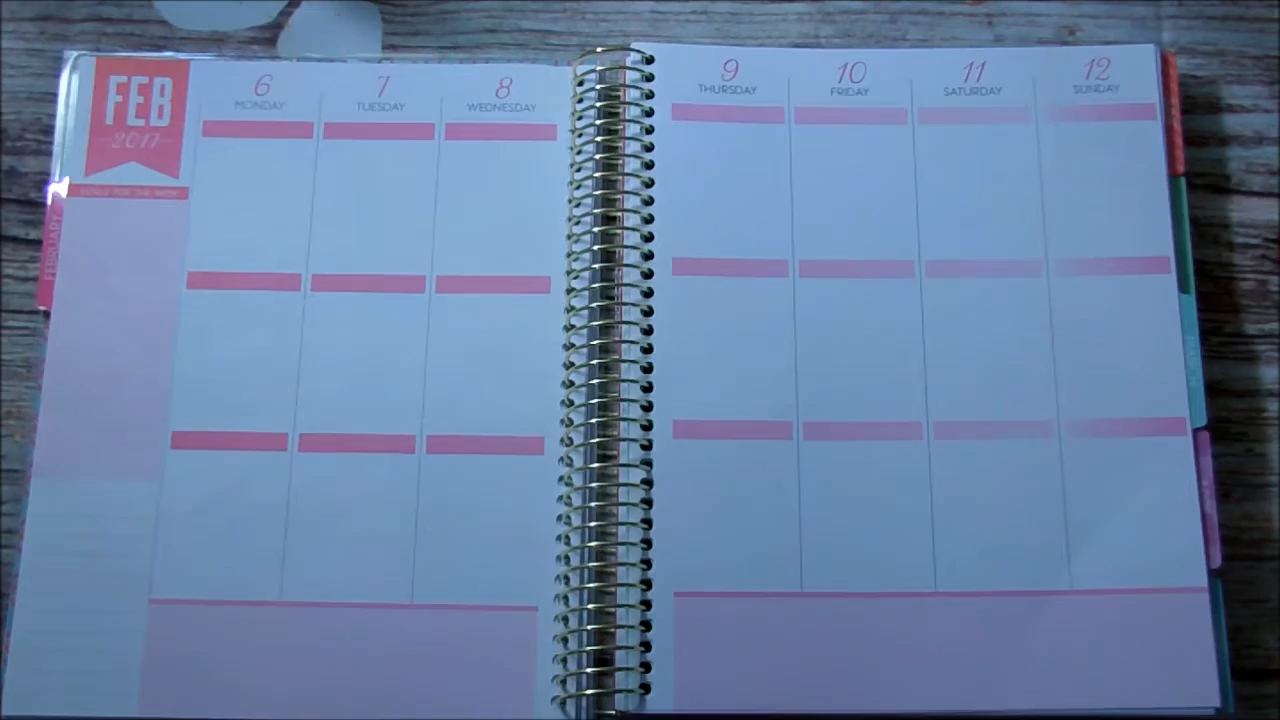 FEB
2017
GOALS FOR THE WEEK
FEBRUARY
6
MONDAY
7
TUESDAY
8
WEDNESDAY
9
THURSDAY
10
FRIDAY
11
SATURDAY
12
SUNDAY